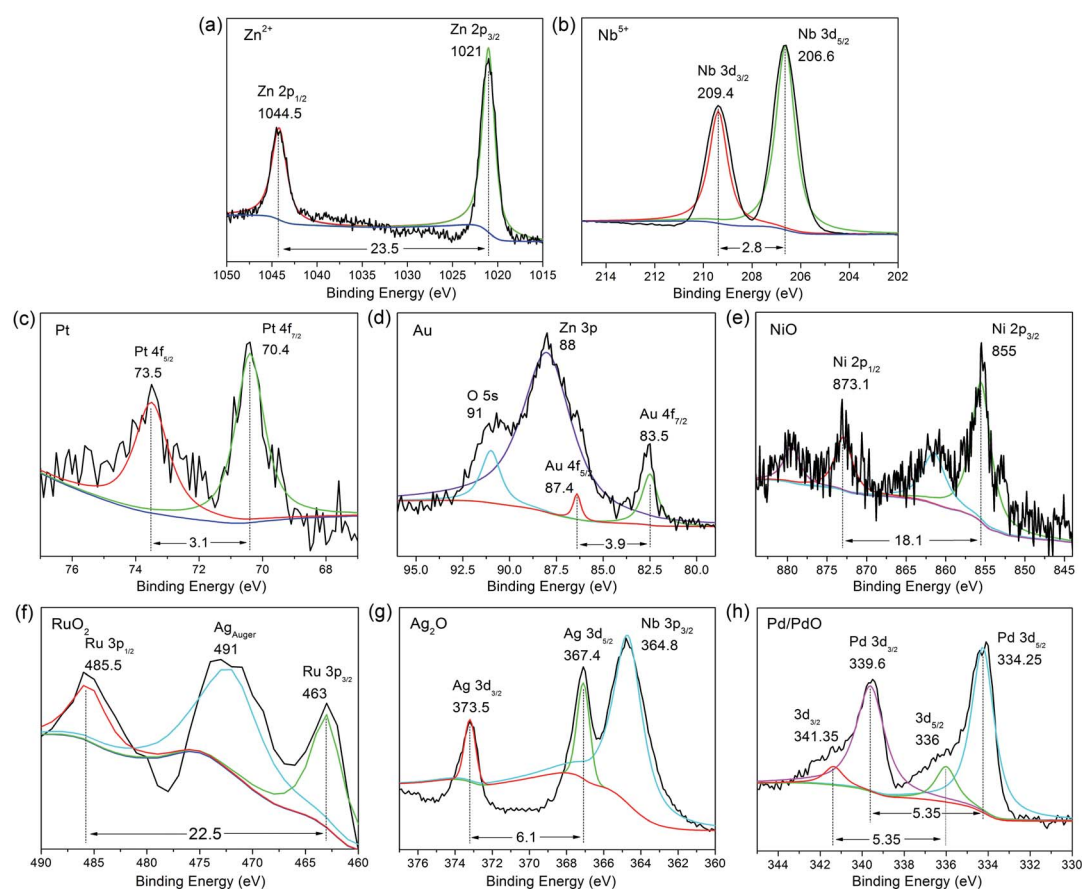 (a)
Zn²⁺
Zn 2p₁/₂
1044.5
Zn 2p₃/₂
1021
23.5
1050 1045 1040 1035 1030 1025 1020 1015
Binding Energy (eV)
(b)
Nb⁵⁺
Nb 3d₃/₂
209.4
Nb 3d₅/₂
206.6
2.8
214 212 210 208 206 204 202
Binding Energy (eV)
(c)
Pt
Pt 4f₅/₂
73.5
Pt 4f₇/₂
70.4
3.1
76 74 72 70 68
Binding Energy (eV)
(d)
Au
O 5s
91
Zn 3p
88
Au 4f₅/₂
87.4
Au 4f₇/₂
83.5
3.9
95.0 92.5 90.0 87.5 85.0 82.5 80.0
Binding Energy (eV)
(e)
NiO
Ni 2p₁/₂
873.1
Ni 2p₃/₂
855
18.1
880 875 870 865 860 855 850 845
Binding Energy (eV)
(f)
RuO₂
Ru 3p₁/₂
485.5
Ag Auger
491
Ru 3p₃/₂
463
22.5
490 485 480 475 470 465 460
Binding Energy (eV)
(g)
Ag₂O
Ag 3d₃/₂
373.5
Ag 3d₅/₂
367.4
Nb 3p₃/₂
364.8
6.1
376 374 372 370 368 366 364 362 360
Binding Energy (eV)
(h)
Pd/PdO
3d₃/₂
341.35
Pd 3d₃/₂
339.6
3d₅/₂
336
Pd 3d₅/₂
334.25
5.35
5.35
344 342 340 338 336 334 332 330
Binding Energy (eV)